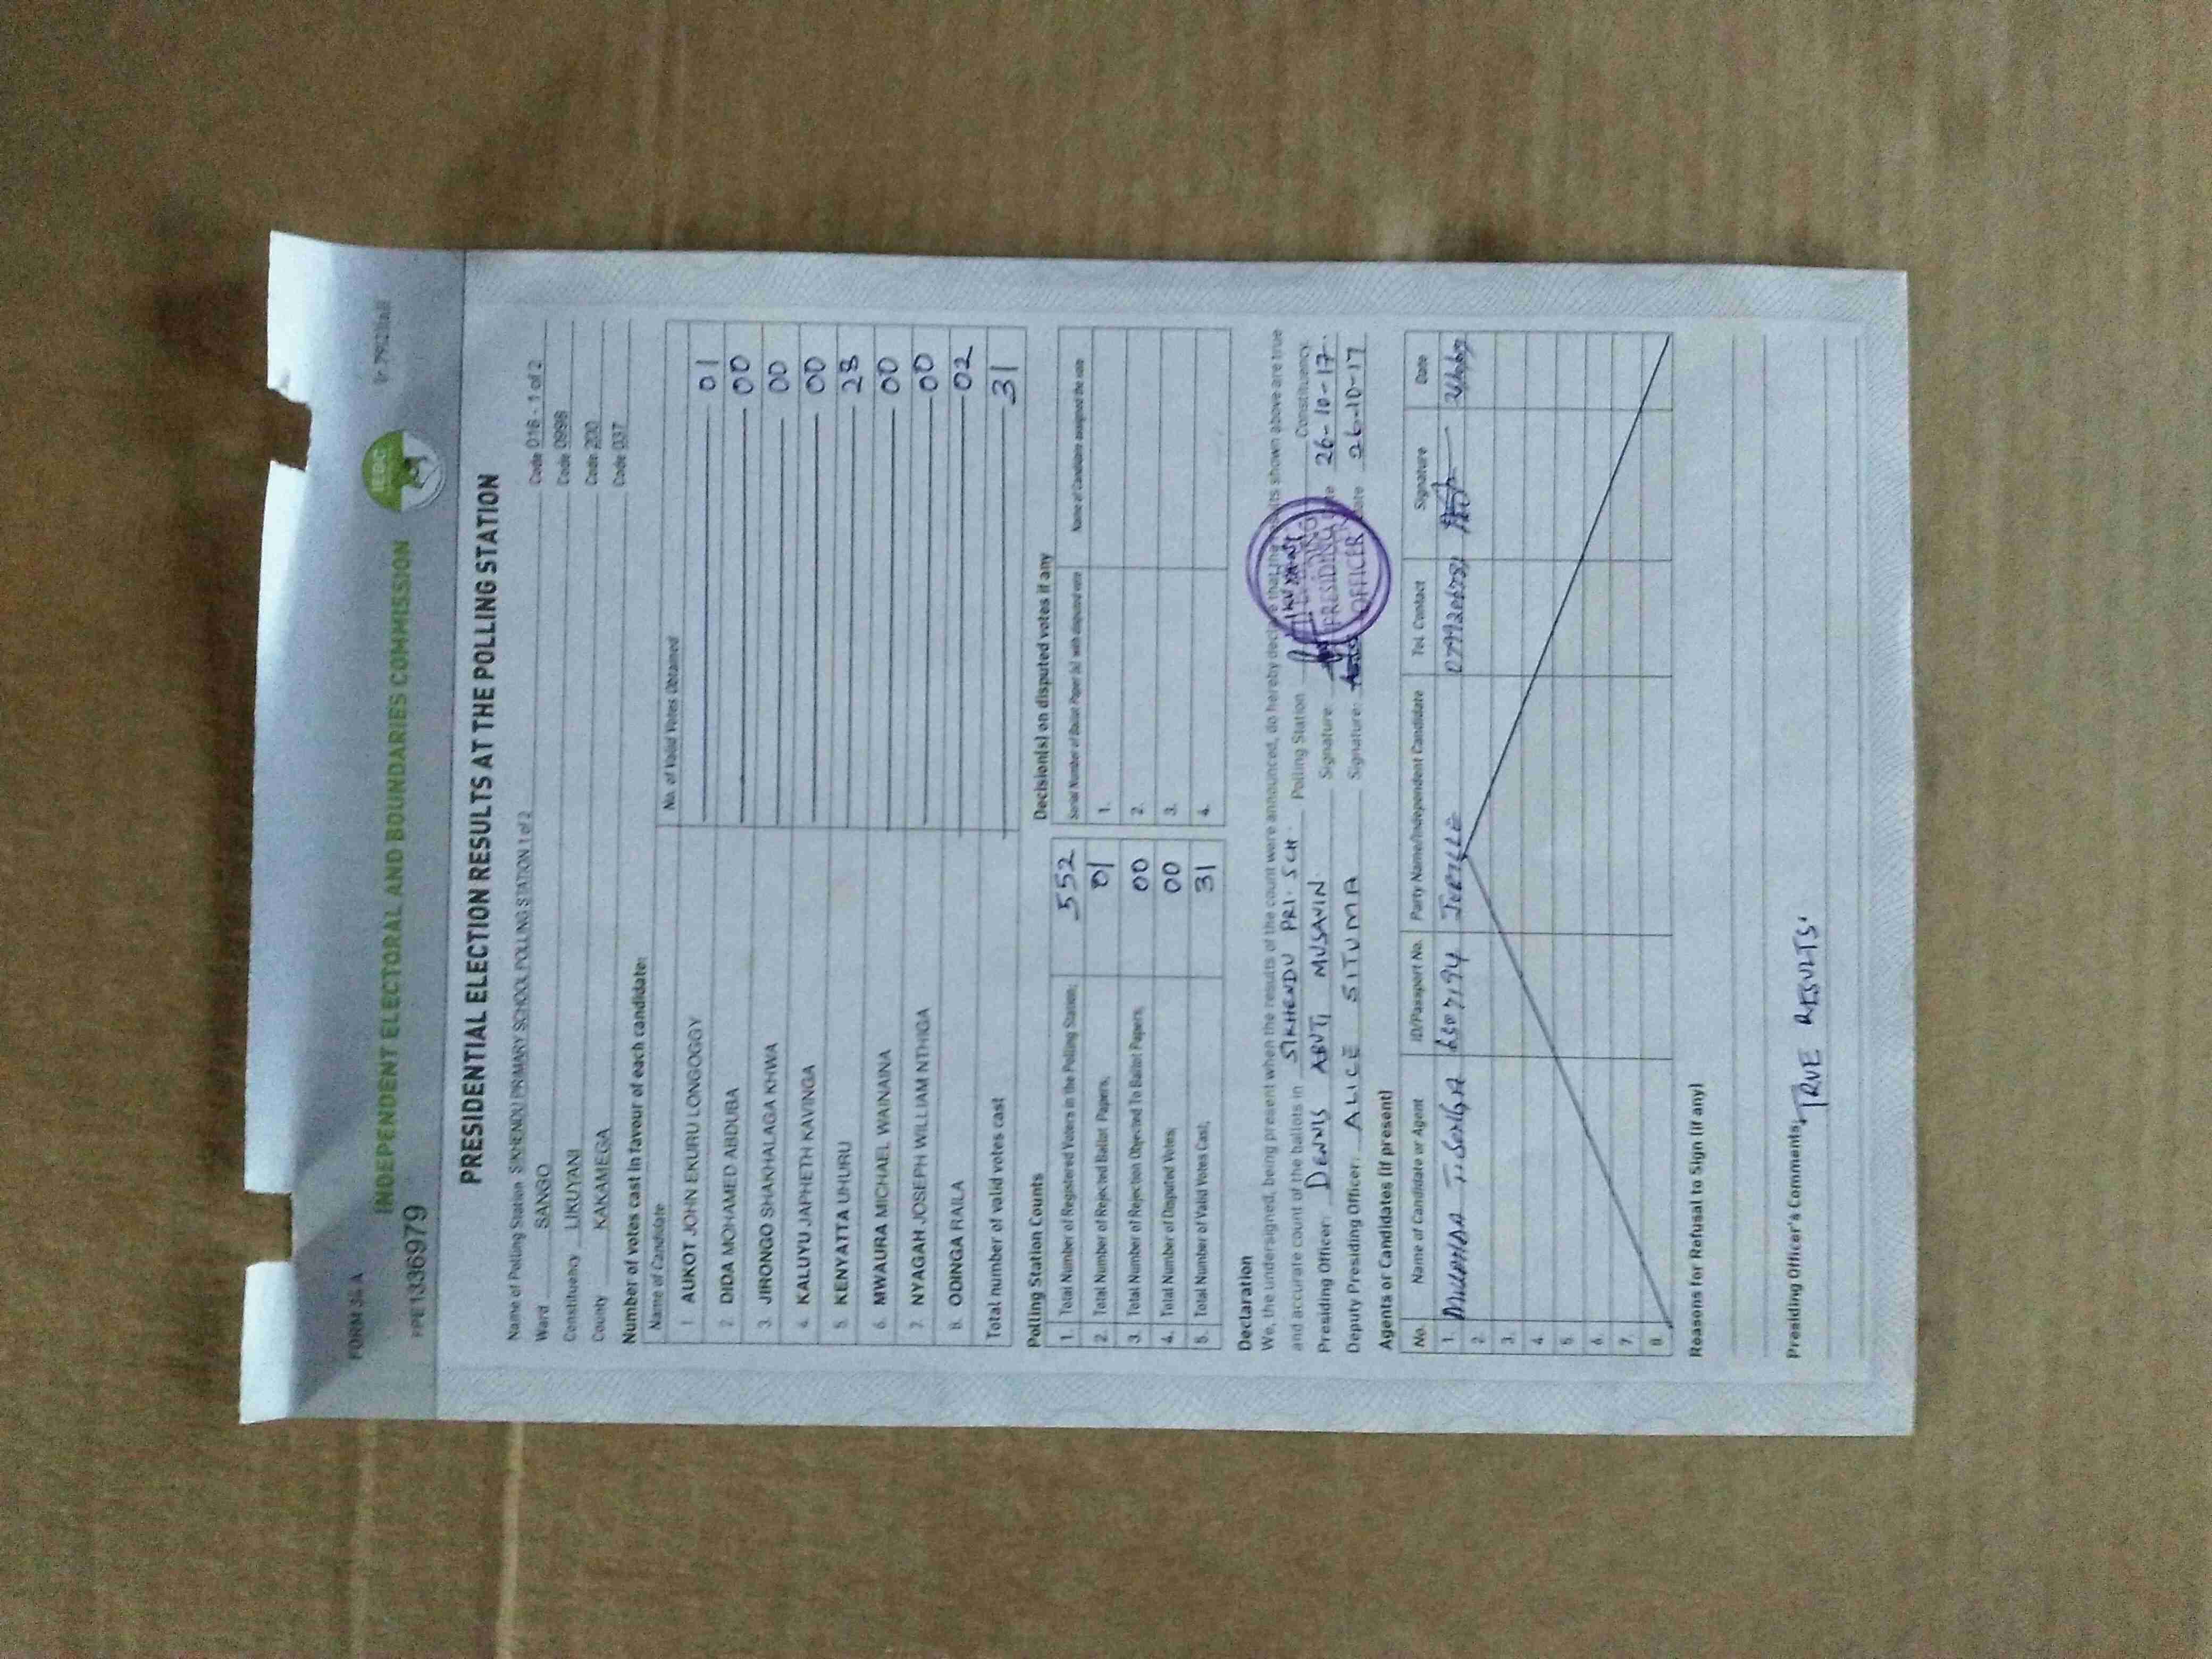 FORM 34 A
PPE1336979
INDEPENDENT ELECTORAL AND BOUNDARIES COMMISSION
IEBC
PRESIDENTIAL ELECTION RESULTS AT THE POLLING STATION
Name of Polling Station SIKHENDU PRIMARY SCHOOL POLLING STATION 1 of 2 Code 016 - 1 of 2
Ward SANGO Code 0998
Constituency LIKUYANI Code 200
County KAKAMEGA Code 037
Number of votes cast in favour of each candidate:
Name of Candidate No. of Valid Votes Obtained
1. AUKOT JOHN EKURU LONGOGGY 01
2. DIDA MOHAMED ABDUBA 00
3. JIRONGO SHAKHALAGA KHWA 00
4. KALUYU JAPHETH KAVINGA 00
5. KENYATTA UHURU 28
6. MWAURA MICHAEL WAINAINA 00
7. NYAGAH JOSEPH WILLIAM NTHIGA 00
8. ODINGA RAILA 02
Total number of valid votes cast 31
Polling Station Counts
1. Total Number of Registered Voters in the Polling Station; 552
2. Total Number of Rejected Ballot Papers; 01
3. Total Number of Rejection Objected To Ballot Papers; 00
4. Total Number of Disputed Votes; 00
5. Total Number of Valid Votes Cast; 31
Decision(s) on disputed votes if any
Serial Number of Ballot Paper (s) with disputed vote Name of Candidate assigned the vote
1.
2.
3.
4.
Declaration
We, the undersigned, being present when the results of the count were announced, do hereby declare that the results shown above are true
and accurate count of the ballots in SIKHENDU PRI. SCH. Polling Station Constituency.
Presiding Officer: DENNIS ABUTI MUSAVIN. Signature: Date 26-10-17
Deputy Presiding Officer: ALICE SITUMA Signature: Date 26-10-17
PRESIDING
OFFICER
Agents or Candidates (if present)
No. Name of Candidate or Agent ID/Passport No. Party Name/Independent Candidate Tel. Contact Signature Date
1. JUBILEE
2.
3.
4.
5.
6.
7.
8.
Reasons for Refusal to Sign (if any)
Presiding Officer's Comments: TRUE RESULTS.